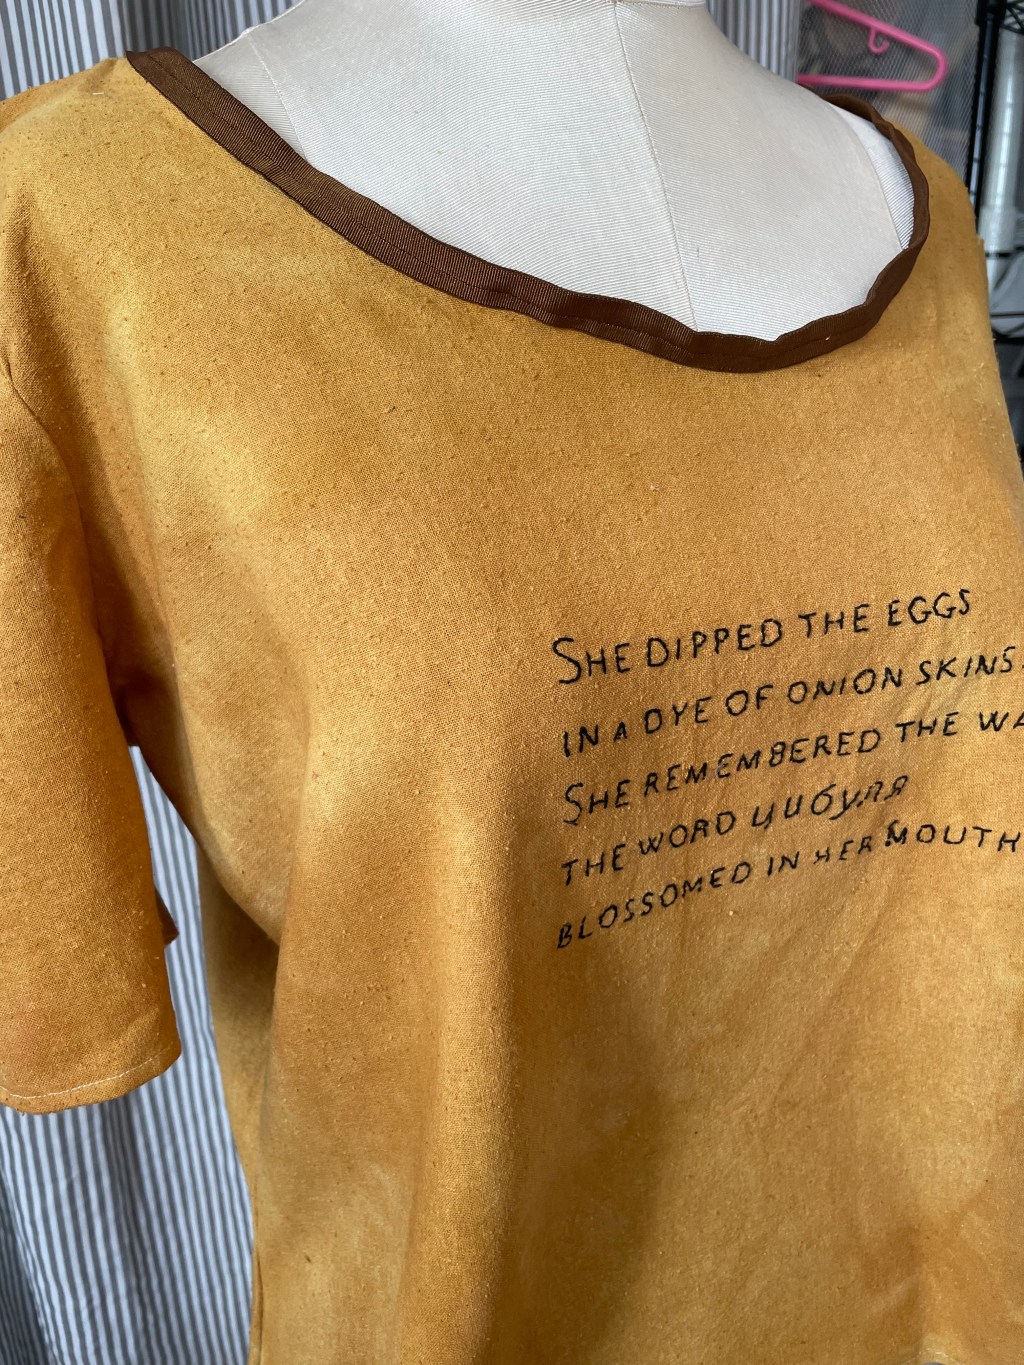 She dipped the eggs
in a dye of onion skins.
She remembered the wa
the word цибуля
blossomed in her mouth